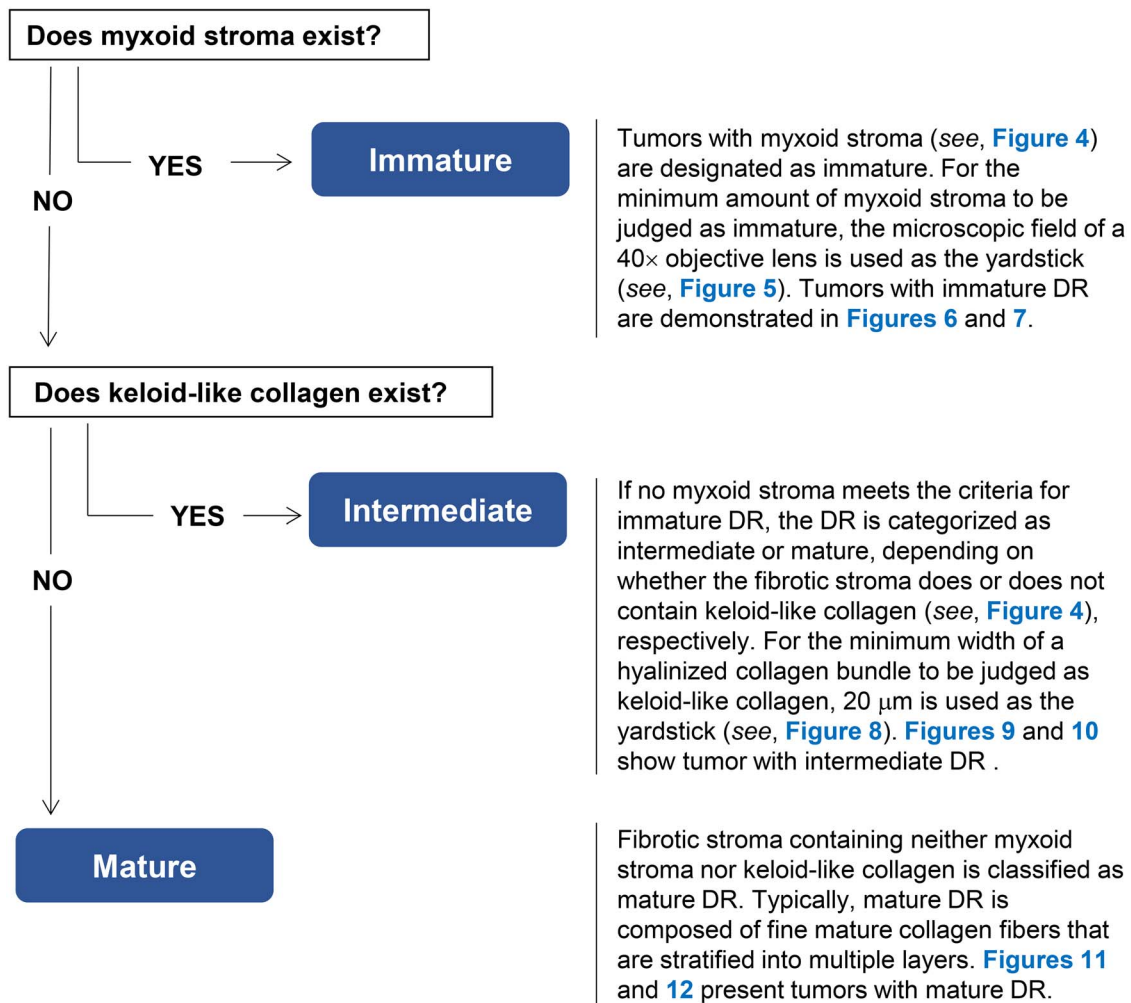 Does myxoid stroma exist?
YES
Immature
NO
Tumors with myxoid stroma (see, Figure 4)
are designated as immature. For the
minimum amount of myxoid stroma to be
judged as immature, the microscopic field of a
40× objective lens is used as the yardstick
(see, Figure 5). Tumors with immature DR
are demonstrated in Figures 6 and 7.
Does keloid-like collagen exist?
YES
Intermediate
NO
If no myxoid stroma meets the criteria for
immature DR, the DR is categorized as
intermediate or mature, depending on
whether the fibrotic stroma does or does not
contain keloid-like collagen (see, Figure 4),
respectively. For the minimum width of a
hyalinized collagen bundle to be judged as
keloid-like collagen, 20 μm is used as the
yardstick (see, Figure 8). Figures 9 and 10
show tumor with intermediate DR .
Mature
Fibrotic stroma containing neither myxoid
stroma nor keloid-like collagen is classified as
mature DR. Typically, mature DR is
composed of fine mature collagen fibers that
are stratified into multiple layers. Figures 11
and 12 present tumors with mature DR.